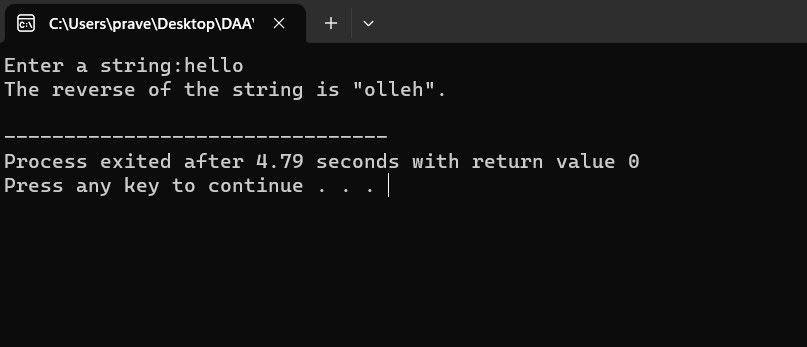 C:\Users\prave\Desktop\DAA\
Enter a string:hello
The reverse of the string is "olleh".
--------------------------------
Process exited after 4.79 seconds with return value 0
Press any key to continue . . .